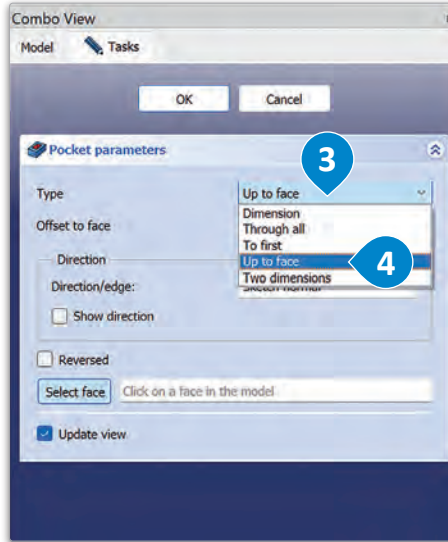 Combo View
Model Tasks
OK Cancel
Pocket parameters
3
Type Up to face
Dimension
Offset to face Through all
To first
Direction Up to face 4
Two dimensions
Direction/edge: Sketch normal
Show direction
Reversed
Select face Click on a face in the model
Update view